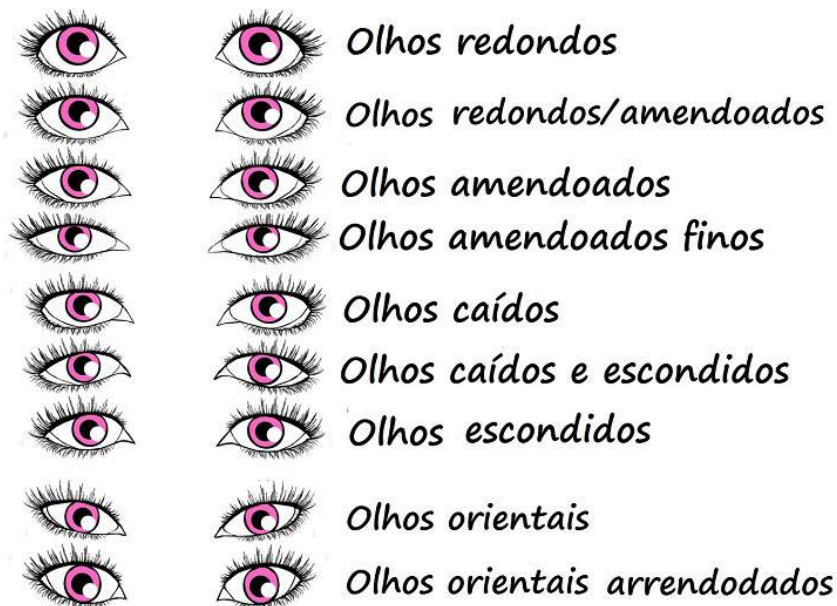 Olhos redondos
Olhos redondos/amendoados
Olhos amendoados
Olhos amendoados finos
Olhos caídos
Olhos caídos e escondidos
Olhos escondidos
Olhos orientais
Olhos orientais arrendodados